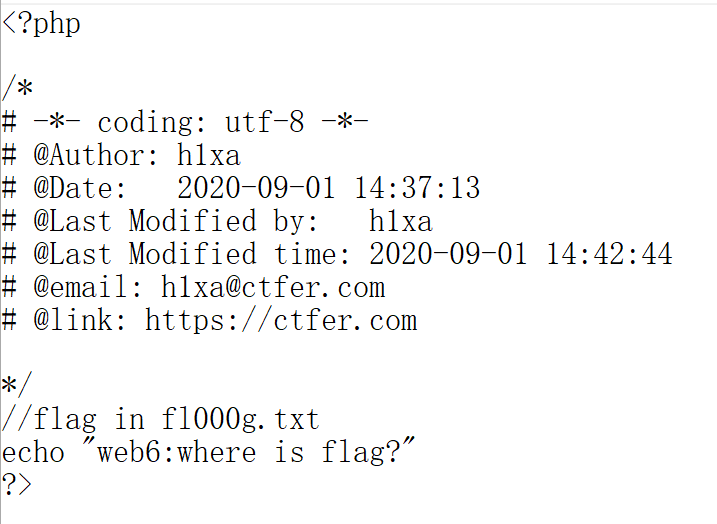 <?php
/*
# -*- coding: utf-8 -*-
# @Author: h1xa
# @Date:   2020-09-01 14:37:13
# @Last Modified by:   h1xa
# @Last Modified time: 2020-09-01 14:42:44
# @email: h1xa@ctfer.com
# @link: https://ctfer.com
*/
//flag in fl000g.txt
echo "web6:where is flag?"
?>